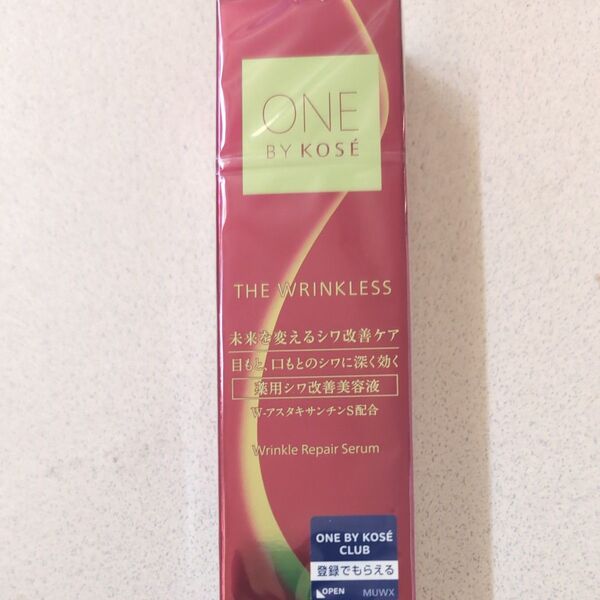 ONE
BY KOSÉ
THE WRINKLESS
未来を変えるシワ改善ケア
目もと、口もとのシワに深く効く
薬用シワ改善美容液
W-アスタキサンチンS配合
Wrinkle Repair Serum
ONE BY KOSÉ
CLUB
登録でもらえる
OPEN MUWX